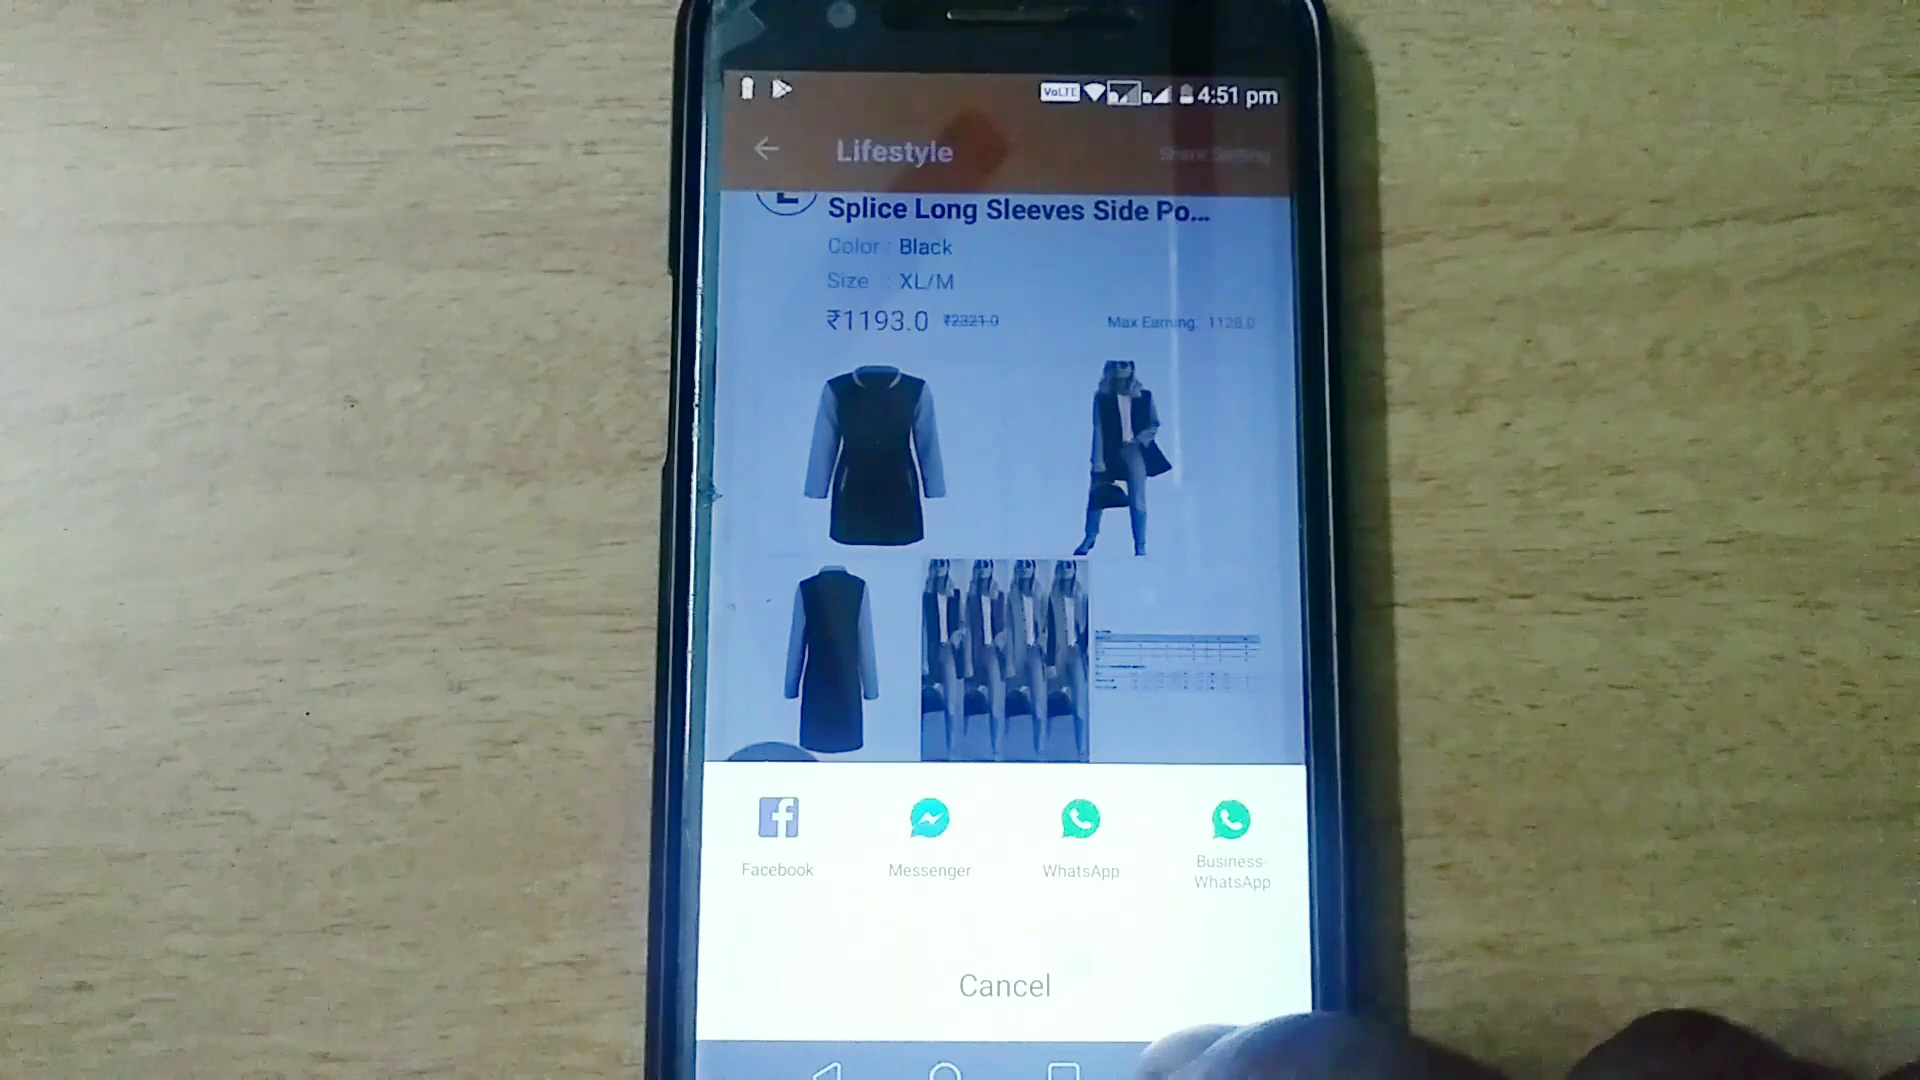 VoLTE 4:51 pm
Lifestyle Share Setting
Splice Long Sleeves Side Po...
Color : Black
Size : XL/M
₹1193.0 ₹2321.0 Max Earning: 1128.0
Facebook
Messenger
WhatsApp
Business-
WhatsApp
Cancel